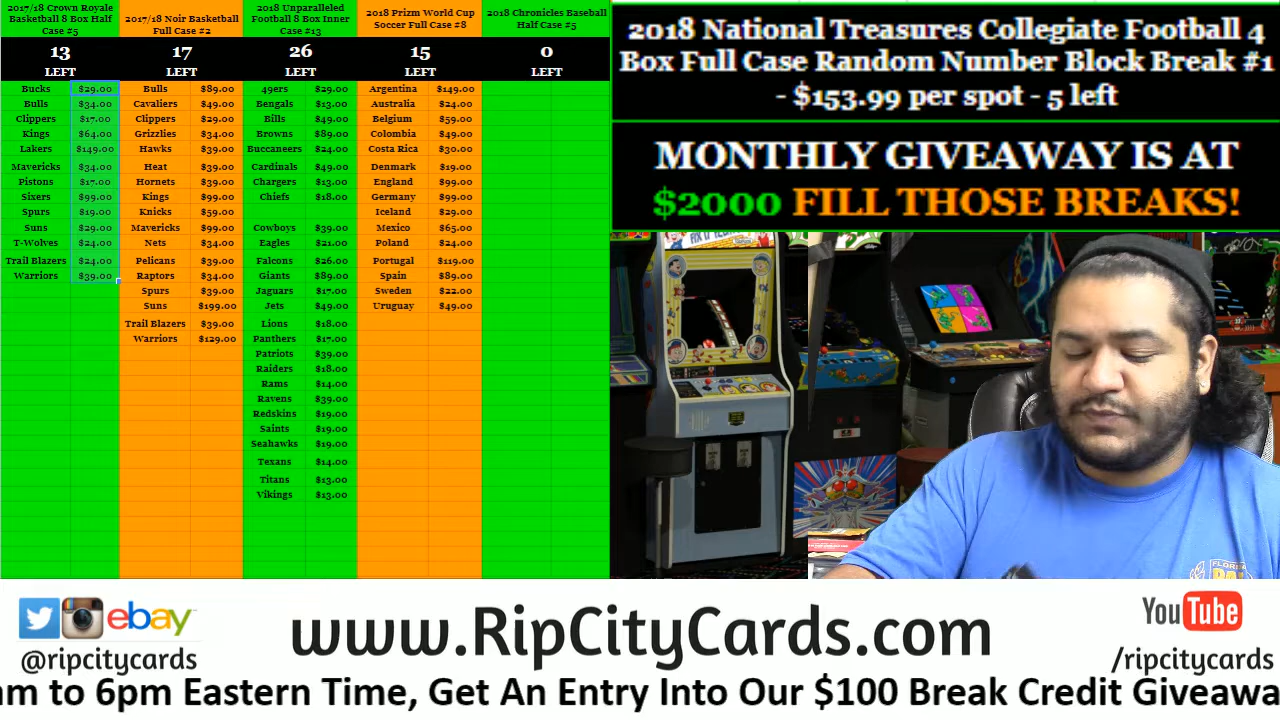 2017/18 Crown Royale
Basketball 8 Box Half
Case #5
13
LEFT
Bucks $29.00
Bulls $34.00
Clippers $17.00
Kings $64.00
Lakers $149.00
Mavericks $34.00
Pistons $17.00
Sixers $99.00
Spurs $19.00
Suns $29.00
T-Wolves $24.00
Trail Blazers $24.00
Warriors $39.00
2017/18 Noir Basketball
Full Case #2
17
LEFT
Bulls $89.00
Cavaliers $49.00
Clippers $29.00
Grizzlies $34.00
Hawks $39.00
Heat $39.00
Hornets $39.00
Kings $99.00
Knicks $59.00
Mavericks $99.00
Nets $34.00
Pelicans $39.00
Raptors $34.00
Spurs $39.00
Suns $199.00
Trail Blazers $39.00
Warriors $129.00
2018 Unparalleled
Football 8 Box Inner
Case #13
26
LEFT
49ers $29.00
Bengals $13.00
Bills $49.00
Browns $89.00
Buccaneers $24.00
Cardinals $49.00
Chargers $13.00
Chiefs $18.00
Cowboys $39.00
Eagles $21.00
Falcons $26.00
Giants $89.00
Jaguars $17.00
Jets $49.00
Lions $18.00
Panthers $17.00
Patriots $39.00
Raiders $18.00
Rams $14.00
Ravens $39.00
Redskins $19.00
Saints $19.00
Seahawks $19.00
Texans $14.00
Titans $13.00
Vikings $13.00
2018 Prizm World Cup
Soccer Full Case #8
15
LEFT
Argentina $149.00
Australia $24.00
Belgium $59.00
Colombia $49.00
Costa Rica $30.00
Denmark $19.00
England $99.00
Germany $99.00
Iceland $29.00
Mexico $65.00
Poland $24.00
Portugal $119.00
Spain $89.00
Sweden $22.00
Uruguay $49.00
2018 Chronicles Baseball
Half Case #5
0
LEFT
2018 National Treasures Collegiate Football 4
Box Full Case Random Number Block Break #1
- $153.99 per spot - 5 left
MONTHLY GIVEAWAY IS AT
$2000 FILL THOSE BREAKS!
FLORIDA
ebay
@ripcitycards
www.RipCityCards.com
YouTube
/ripcitycards
am to 6pm Eastern Time, Get An Entry Into Our $100 Break Credit Giveawa